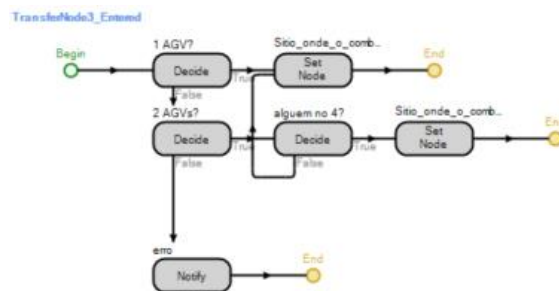 TransferNode3_Entered
Begin
1 AGV?
Decide
True
False
Sitio_onde_o_comb...
Set
Node
End
2 AGVs?
Decide
True
False
alguem no 4?
Decide
True
False
Sitio_onde_o_comb...
Set
Node
En
erro
Notify
End